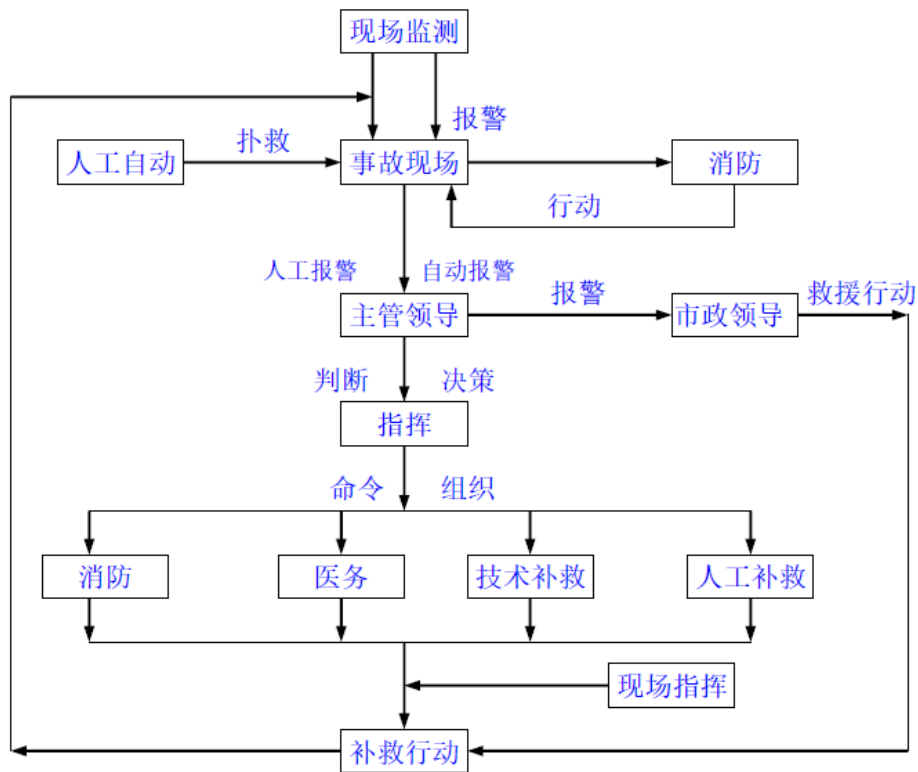 现场监测
报警
扑救
人工自动
事故现场
消防
行动
人工报警 自动报警
报警
救援行动
主管领导
市政领导
判断 决策
指挥
命令 组织
消防
医务
技术补救
人工补救
现场指挥
补救行动